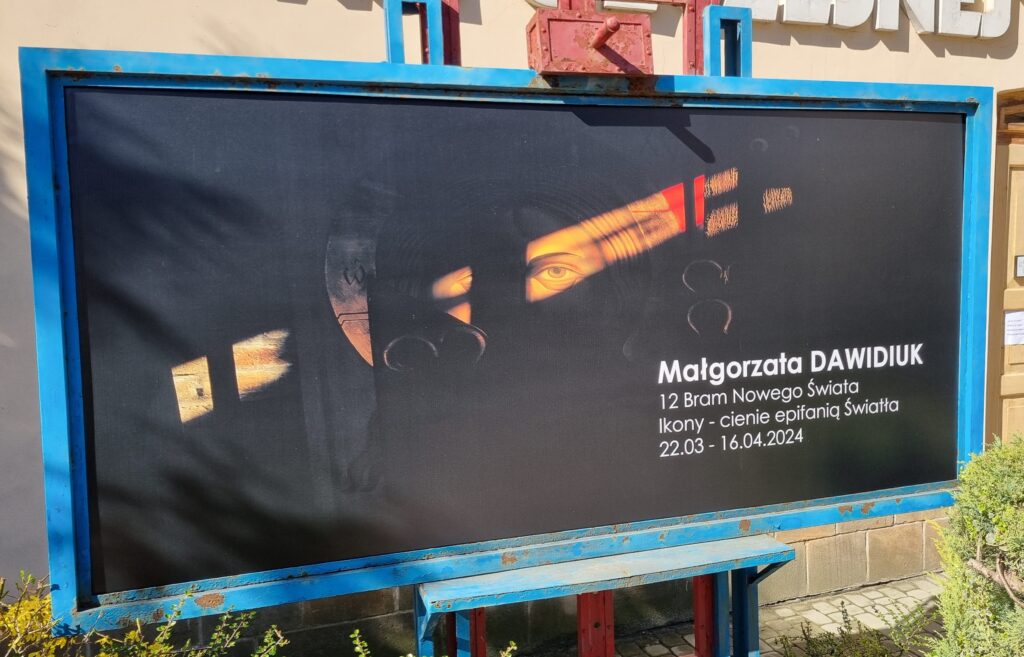 Małgorzata DAWIDIUK
12 Bram Nowego Świata
Ikony - cienie epifanią Światła
22.03 - 16.04.2024